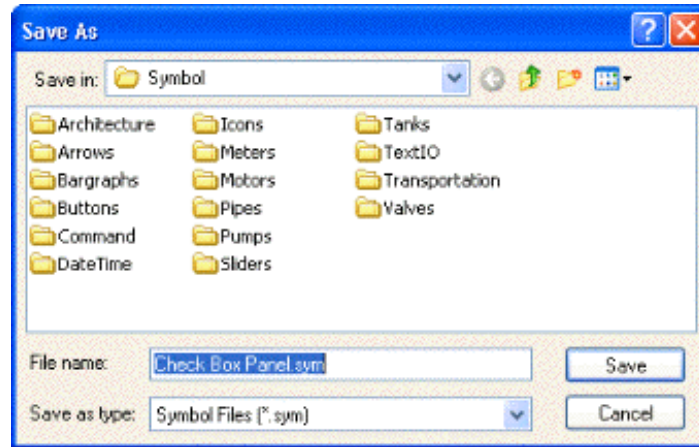 Save As
Save in: Symbol
Architecture Icons Tanks
Arrows Meters TextIO
Bargraphs Motors Transportation
Buttons Pipes Valves
Command Pumps
DateTime Sliders
File name: Check Box Panel.sym Save
Save as type: Symbol Files (*.sym) Cancel